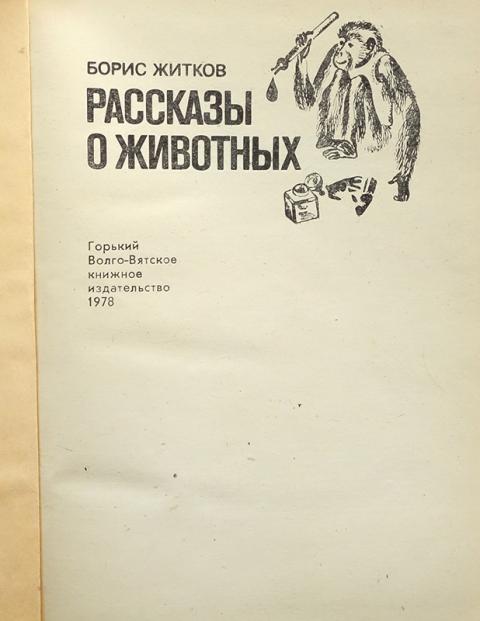 БОРИС ЖИТКОВ
РАССКАЗЫ
О ЖИВОТНЫХ
Горький
Волго-Вятское
книжное
издательство
1978